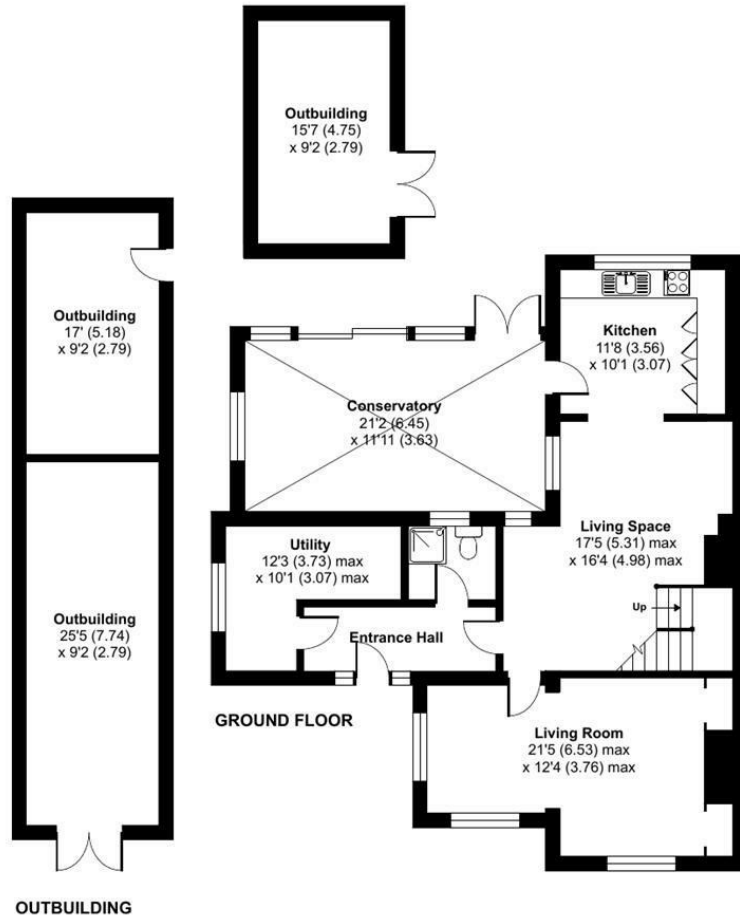 Outbuilding
15'7 (4.75)
x 9'2 (2.79)
Outbuilding
17' (5.18)
x 9'2 (2.79)
Kitchen
11'8 (3.56)
x 10'1 (3.07)
Conservatory
21'2 (6.45)
x 11'11 (3.63)
Living Space
17'5 (5.31) max
x 16'4 (4.98) max
Utility
12'3 (3.73) max
x 10'1 (3.07) max
Up
Outbuilding
25'5 (7.74)
x 9'2 (2.79)
Entrance Hall
GROUND FLOOR
Living Room
21'5 (6.53) max
x 12'4 (3.76) max
OUTBUILDING